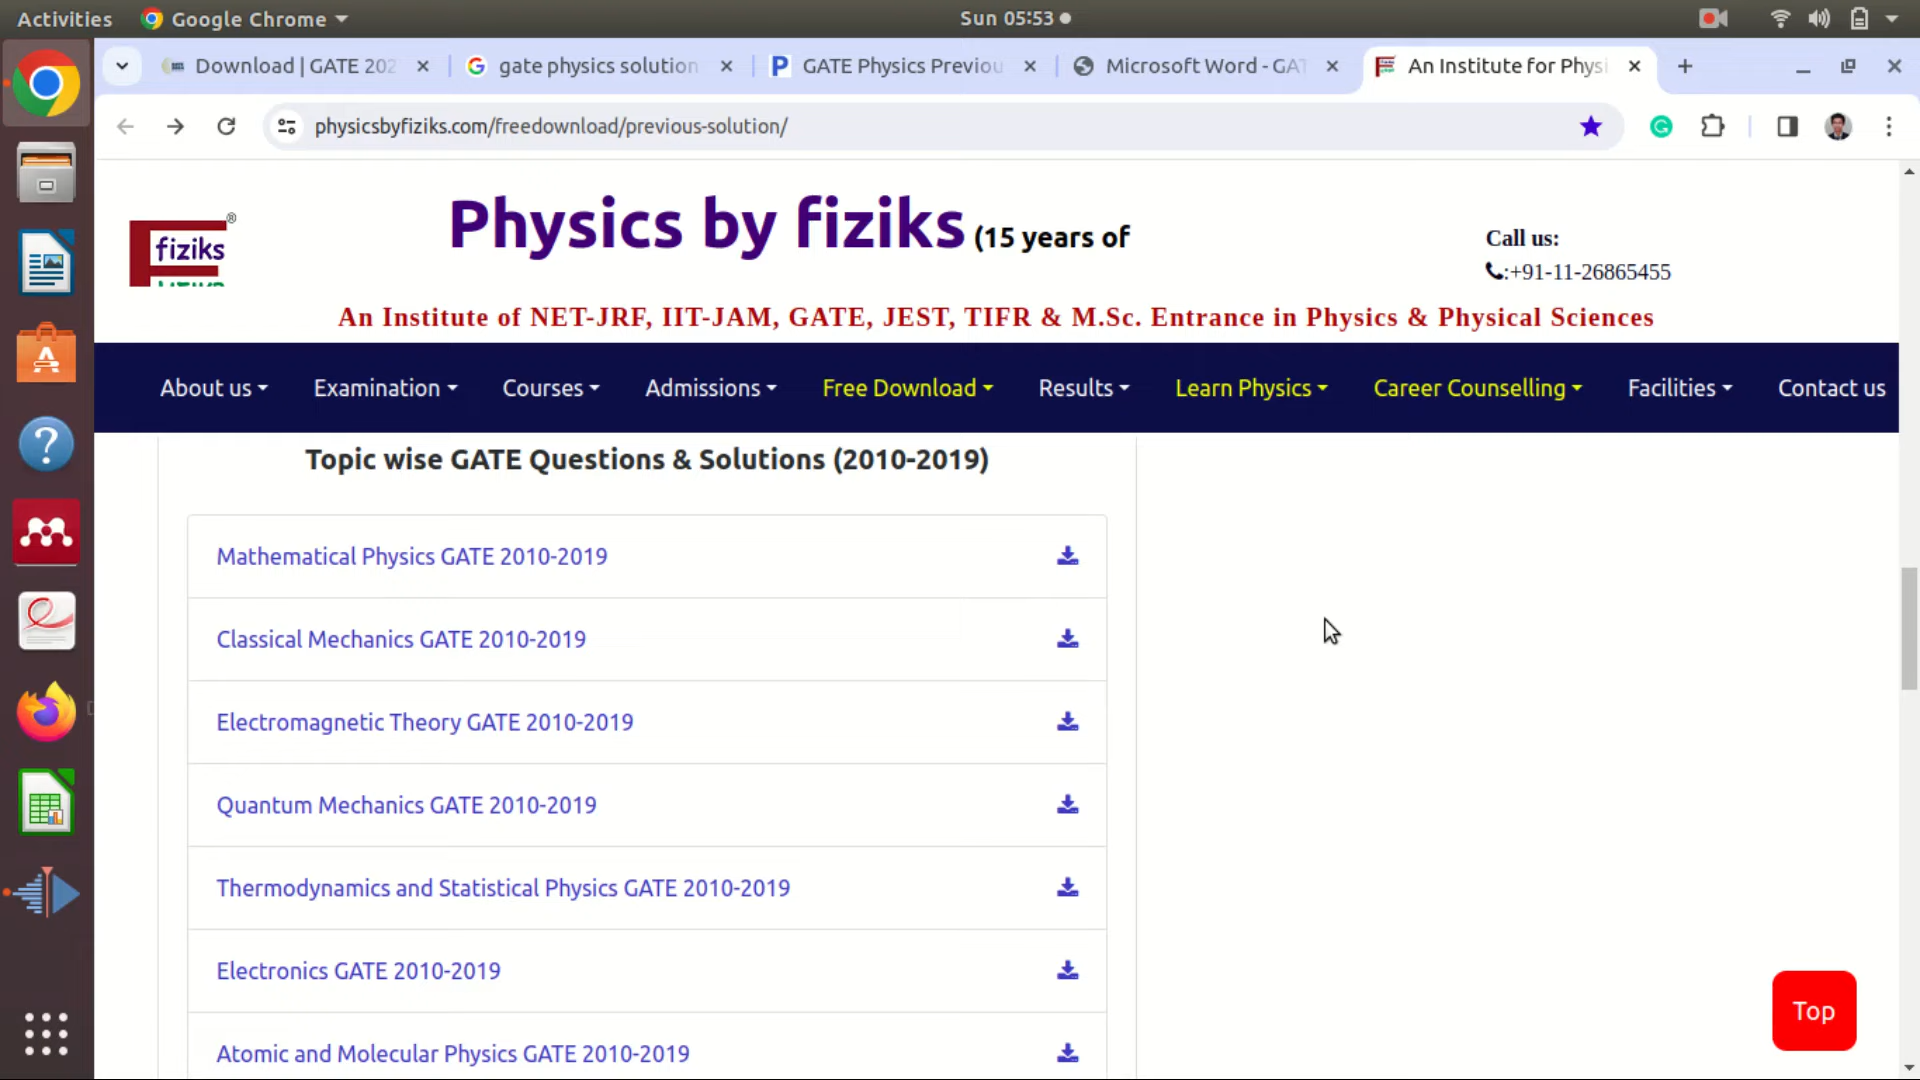 Activities
Google Chrome
Sun 05:53
Download | GATE 202
gate physics solution
GATE Physics Previou
Microsoft Word - GAT
An Institute for Physi
physicsbyfiziks.com/freedownload/previous-solution/
fiziks
®
Physics by fiziks (15 years of
Call us:
:+91-11-26865455
An Institute of NET-JRF, IIT-JAM, GATE, JEST, TIFR & M.Sc. Entrance in Physics & Physical Sciences
About us
Examination
Courses
Admissions
Free Download
Results
Learn Physics
Career Counselling
Facilities
Contact us
Topic wise GATE Questions & Solutions (2010-2019)
Mathematical Physics GATE 2010-2019
Classical Mechanics GATE 2010-2019
Electromagnetic Theory GATE 2010-2019
Quantum Mechanics GATE 2010-2019
Thermodynamics and Statistical Physics GATE 2010-2019
Electronics GATE 2010-2019
Atomic and Molecular Physics GATE 2010-2019
Top